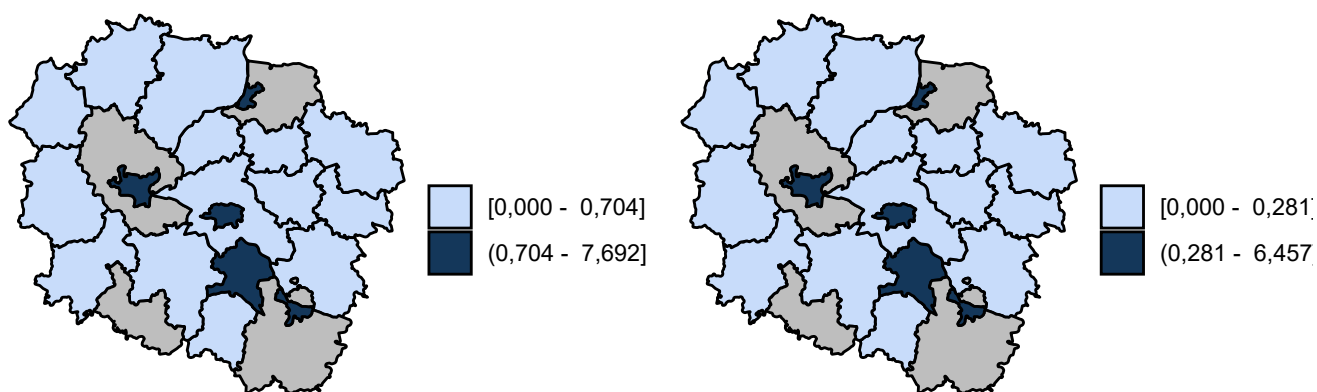 [0,000 - 0,704]
(0,704 - 7,692]
[0,000 - 0,281]
(0,281 - 6,457]